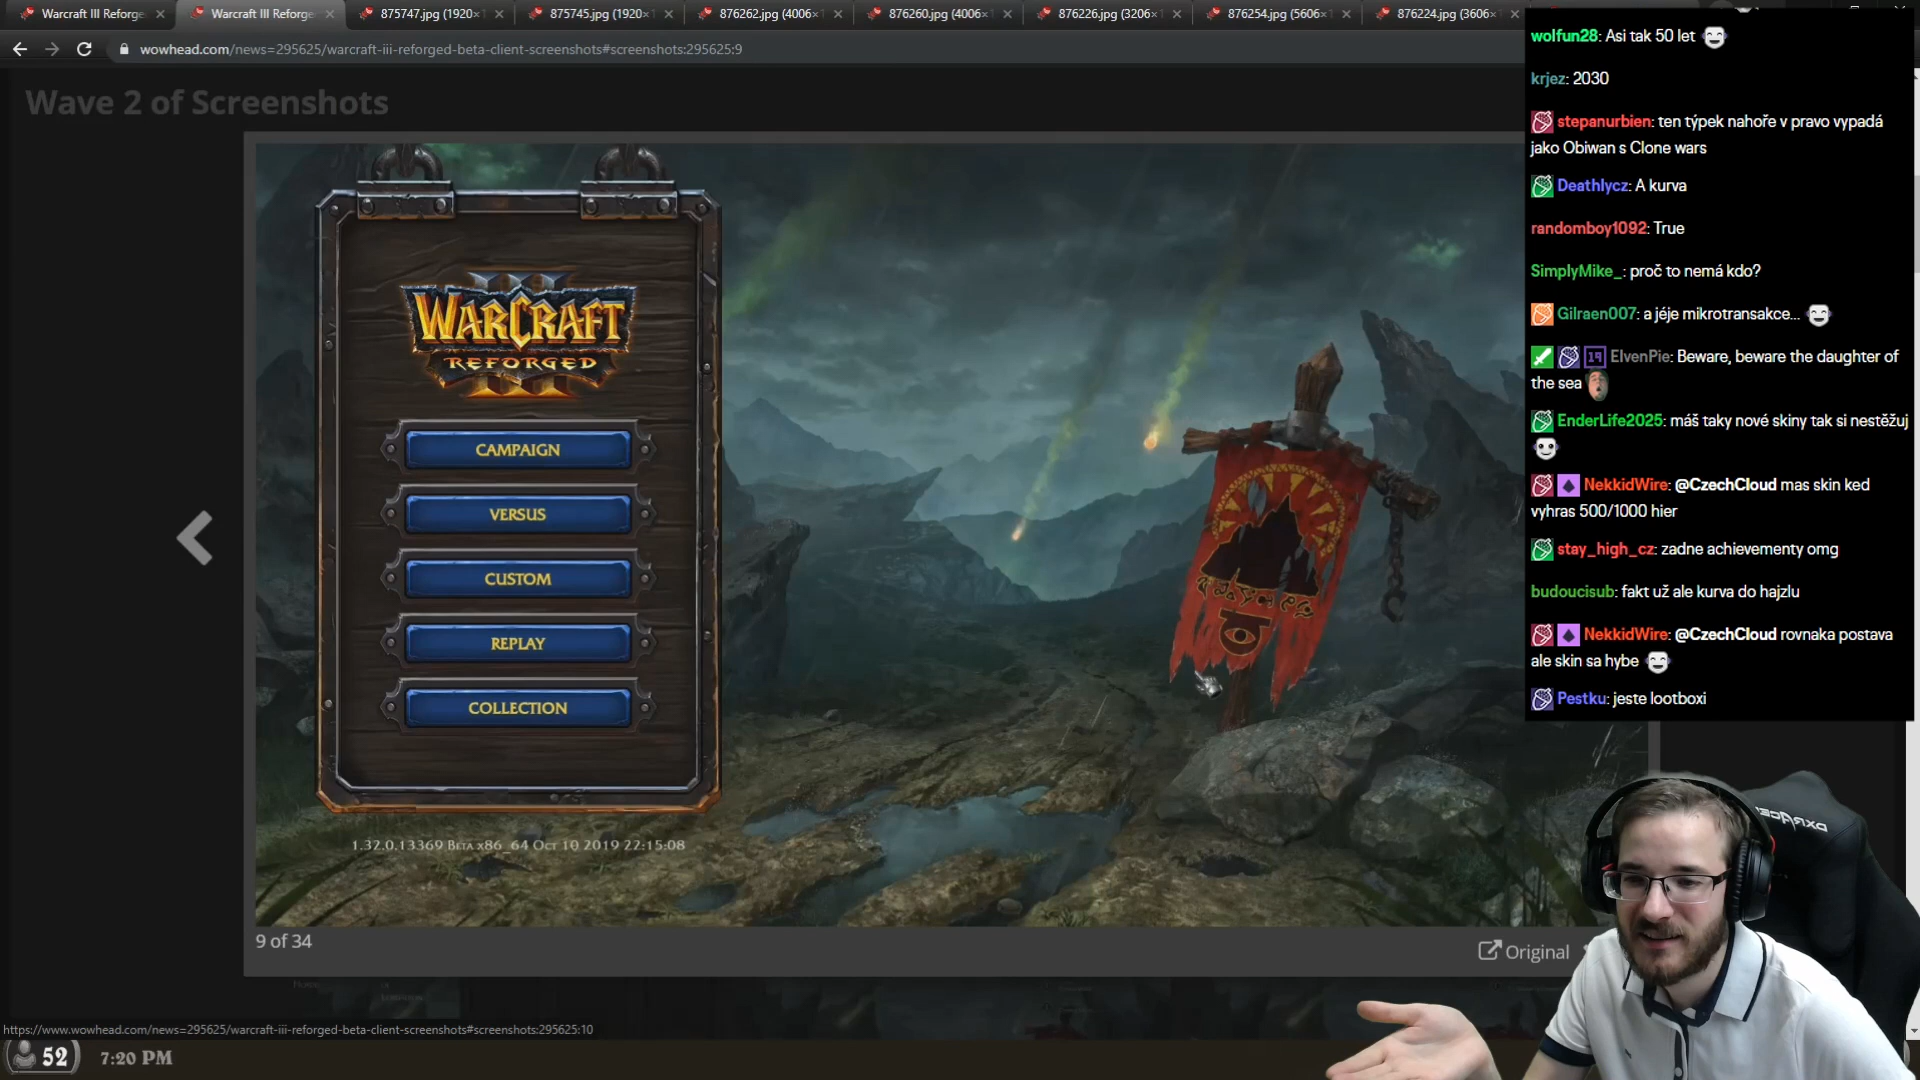 Warcraft III Reforge
Warcraft III Reforge
875747.jpg (1920×
875745.jpg (1920×
876262.jpg (4006×
876260.jpg (4006×
876226.jpg (3206×
876254.jpg (5606×
876224.jpg (3606×
wowhead.com/news=295625/warcraft-iii-reforged-beta-client-screenshots#screenshots:295625:9
Wave 2 of Screenshots
WARCRAFT
III
REFORGED
CAMPAIGN
VERSUS
CUSTOM
REPLAY
COLLECTION
1.32.0.13369 BETA x86_64 OCT 10 2019 22:15:08
9 of 34
Original
https://www.wowhead.com/news=295625/warcraft-iii-reforged-beta-client-screenshots#screenshots:295625:10
52
7:20 PM
wolfun28: Asi tak 50 let
krjez: 2030
stepanurbien: ten týpek nahoře v pravo vypadá
jako Obiwan s Clone wars
Deathlycz: A kurva
randomboy1092: True
SimplyMike_: proč to nemá kdo?
Gilraen007: a jéje mikrotransakce...
19 ElvenPie: Beware, beware the daughter of
the sea
EnderLife2025: máš taky nové skiny tak si nestěžuj
NekkidWire: @CzechCloud mas skin ked
vyhras 500/1000 hier
stay_high_cz: zadne achievementy omg
budoucisub: fakt už ale kurva do hajzlu
NekkidWire: @CzechCloud rovnaka postava
ale skin sa hybe
Pestku: jeste lootboxi
DXRACER